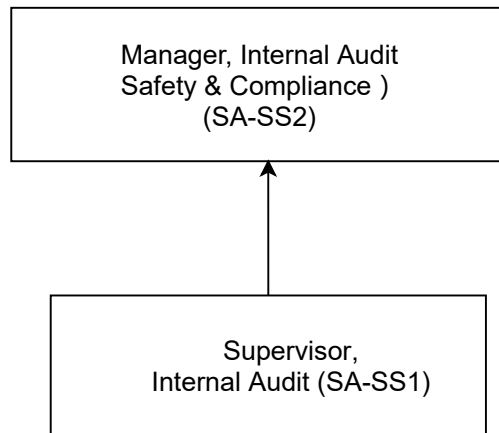 Manager, Internal Audit
Safety & Compliance )
(SA-SS2)
Supervisor,
Internal Audit (SA-SS1)